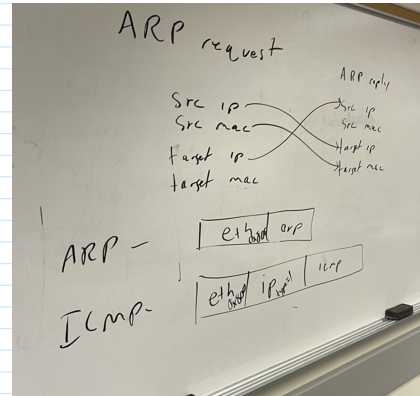 ARP request
ARP reply
Src ip
Src mac
target ip
target mac
Src ip
Src mac
target ip
target mac
ARP - eth arp
ICMP - eth ip icmp